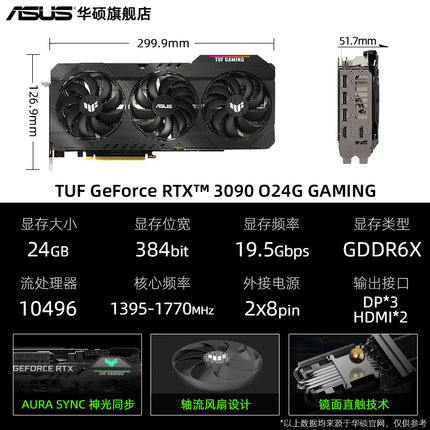 ASUS 华硕旗舰店
299.9mm
51.7mm
126.9mm
TUF GAMING
ASUS
TUF GeForce RTX™ 3090 O24G GAMING
显存大小 显存位宽 显存频率 显存类型
24GB 384bit 19.5Gbps GDDR6X
流处理器 核心频率 外接电源 输出接口
10496 1395-1770MHz 2x8pin DP*3
HDMI*2
GEFORCE RTX
TUF GAMING
AURA SYNC 神光同步 轴流风扇设计 镜面直触技术
*以上数据均来源于华硕官网，仅供参考